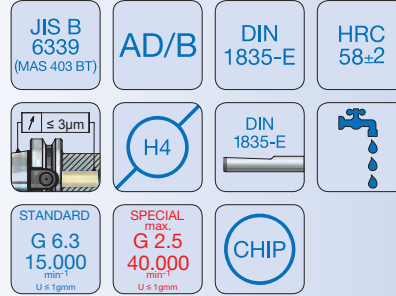 JIS B
6339
(MAS 403 BT)
AD/B
DIN
1835-E
HRC
58±2
↗ ≤ 3µm
H4
DIN
1835-E
STANDARD
G 6.3
15.000
min⁻¹
U ≤ 1gmm
SPECIAL
max.
G 2.5
40.000
min⁻¹
U ≤ 1gmm
CHIP